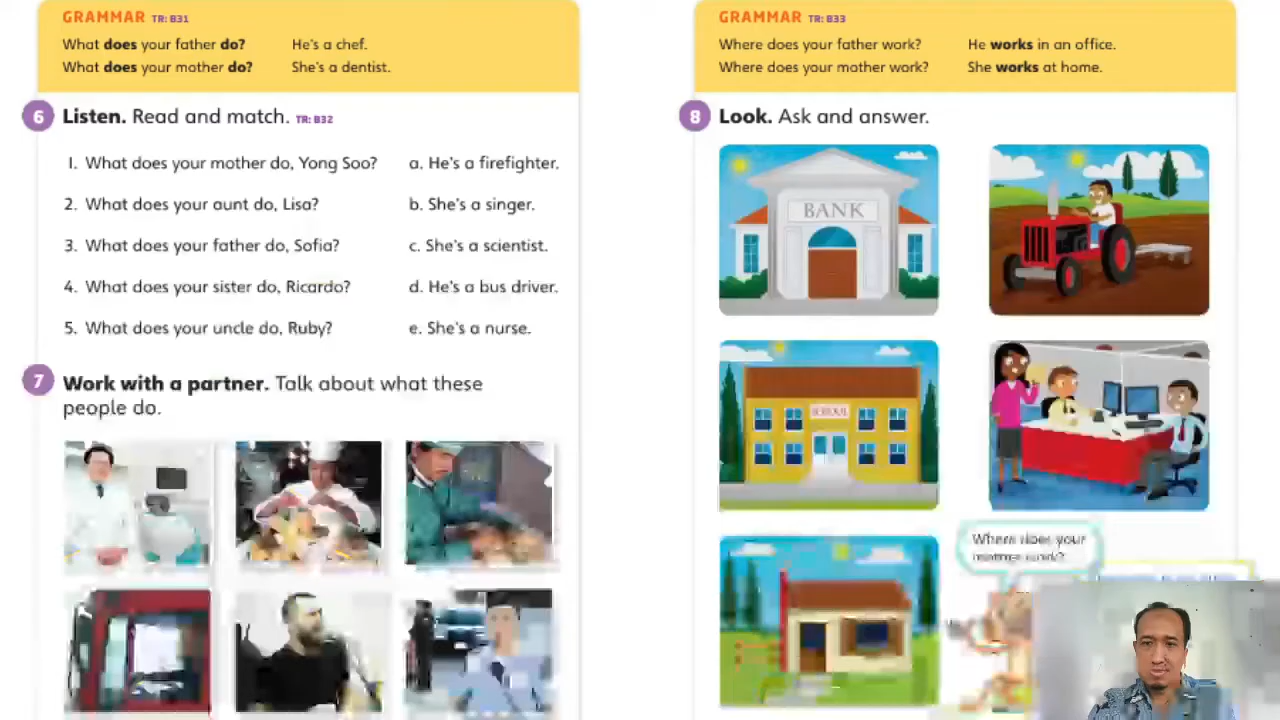 GRAMMAR TR: B31
What does your father do? He's a chef.
What does your mother do? She's a dentist.
6 Listen. Read and match. TR: B32
1. What does your mother do, Yong Soo? a. He's a firefighter.
2. What does your aunt do, Lisa? b. She's a singer.
3. What does your father do, Sofia? c. She's a scientist.
4. What does your sister do, Ricardo? d. He's a bus driver.
5. What does your uncle do, Ruby? e. She's a nurse.
7 Work with a partner. Talk about what these
people do.
GRAMMAR TR: B33
Where does your father work? He works in an office.
Where does your mother work? She works at home.
8 Look. Ask and answer.
BANK
SCHOOL
Where does your
mother work?